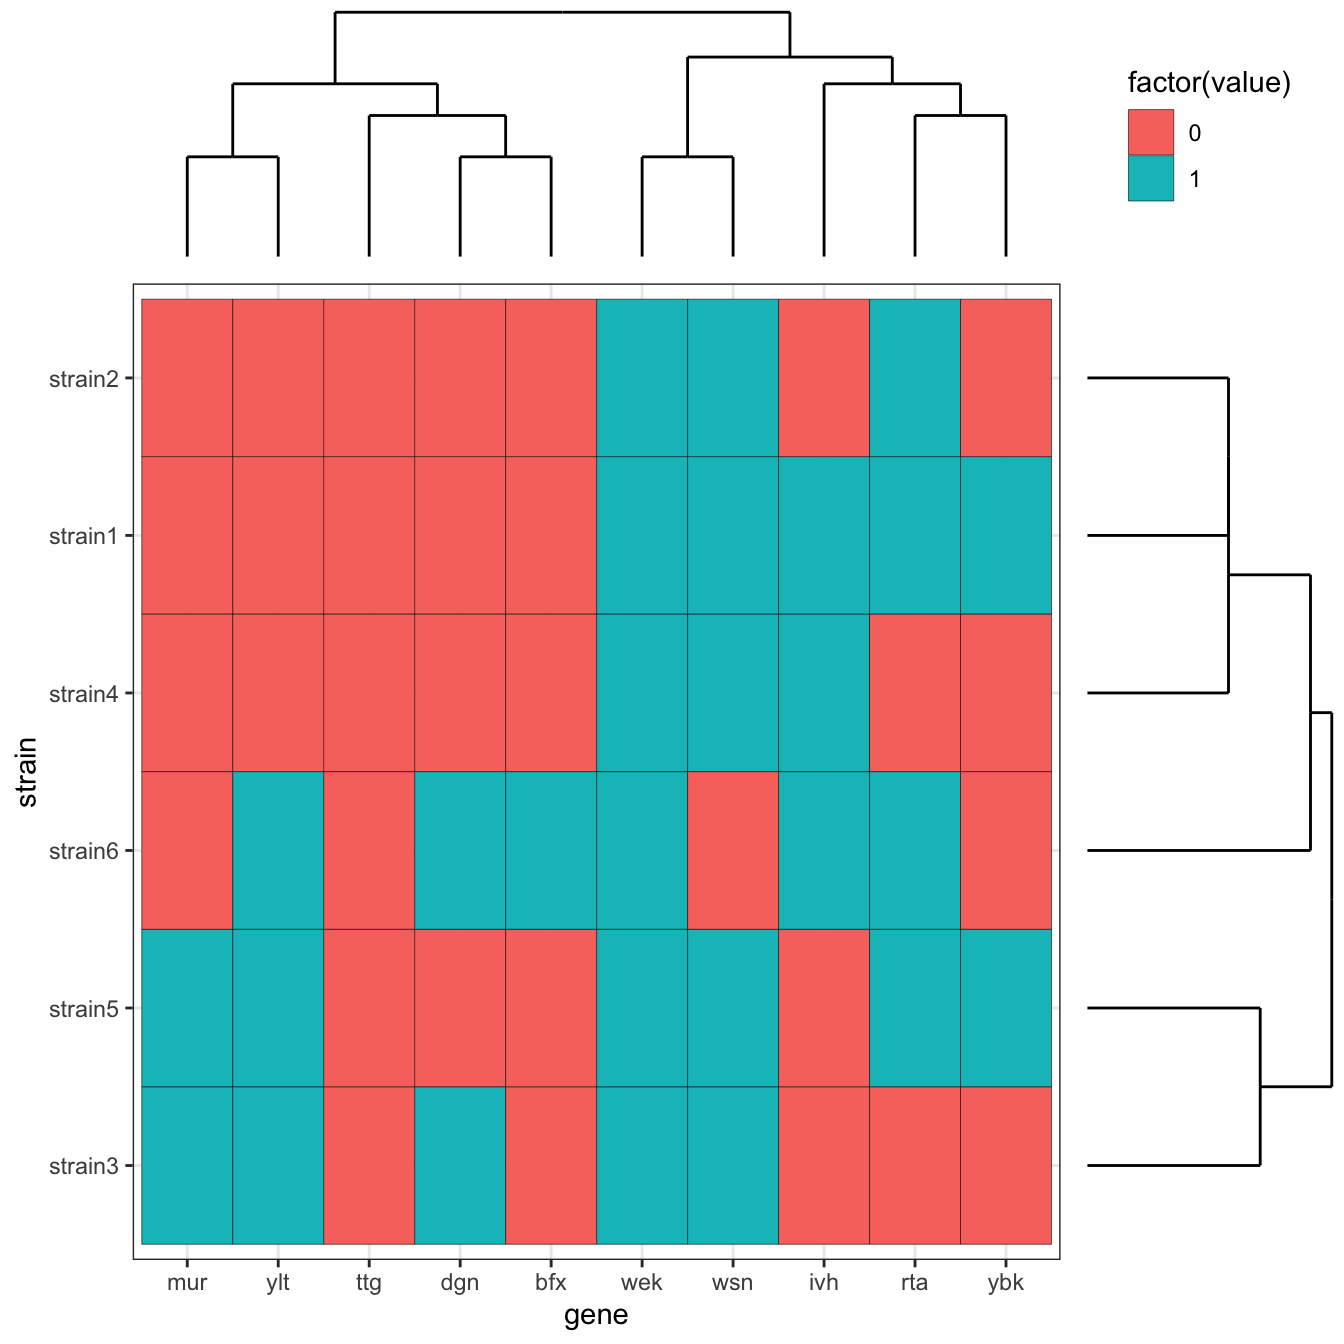 factor(value)
0
1
strain2
strain1
strain4
strain6
strain5
strain3
strain
mur ylt ttg dgn bfx wek wsn ivh rta ybk
gene